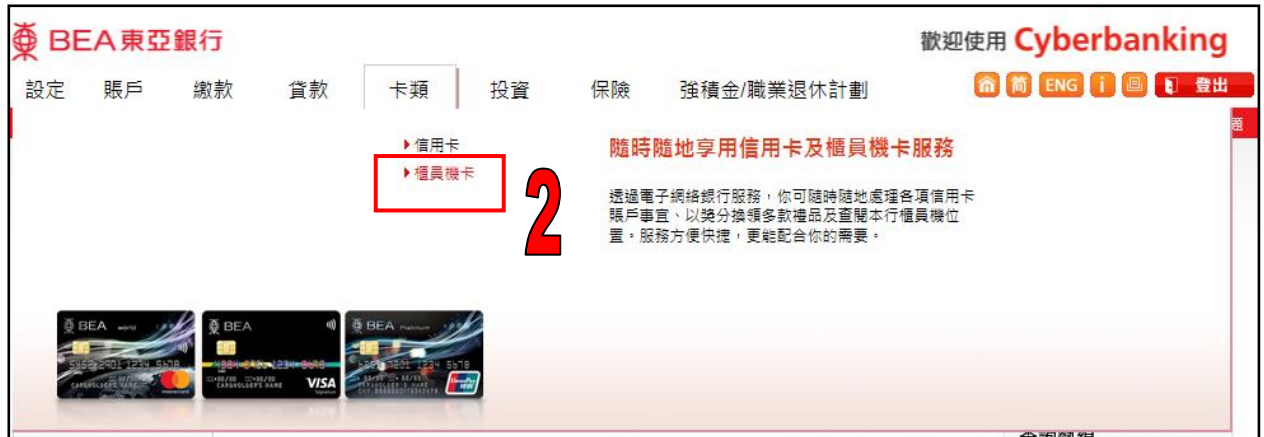 BEA東亞銀行
歡迎使用 Cyberbanking
設定 賬戶 繳款 貸款 卡類 投資 保險 強積金/職業退休計劃
简 ENG i 登出
信用卡
櫃員機卡
2
隨時隨地享用信用卡及櫃員機卡服務
透過電子網絡銀行服務，你可隨時隨地處理各項信用卡
賬戶事宜、以獎分換領多款禮品及查閱本行櫃員機位
置。服務方便快捷，更能配合你的需要。
BEA world
BEA
BEA Platinum
CARDHOLDER'S NAME
VISA
UnionPay